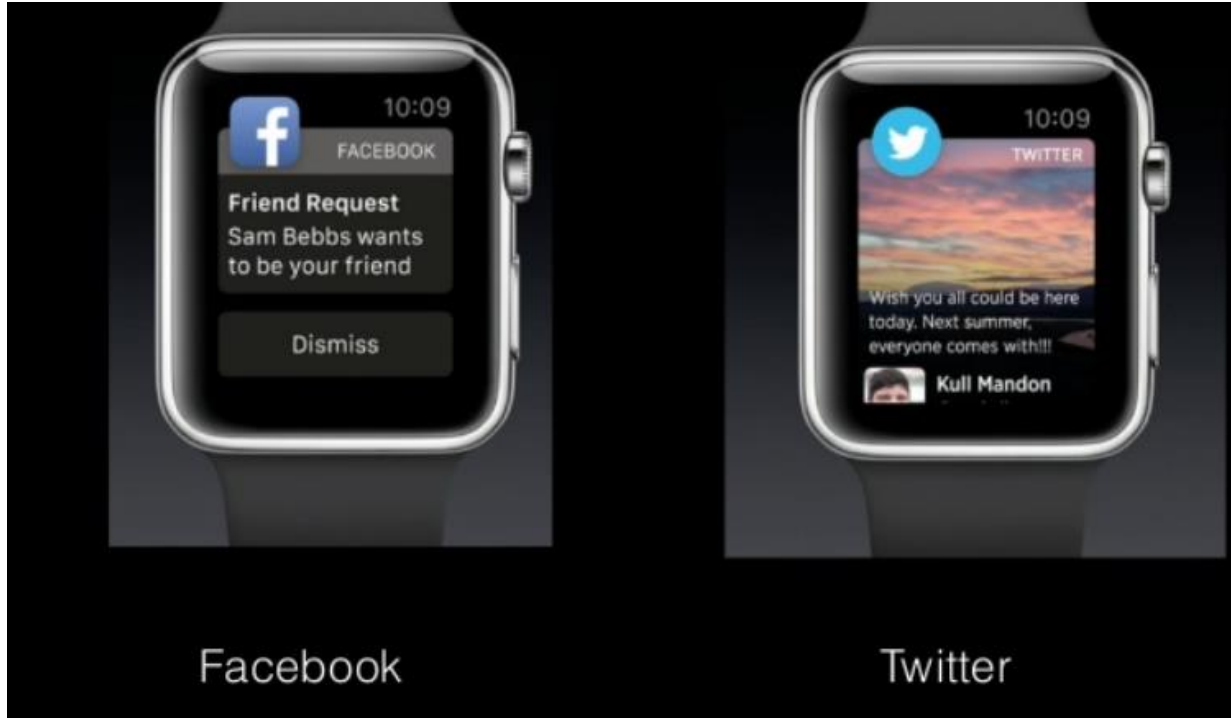 10:09
FACEBOOK
Friend Request
Sam Bebbs wants
to be your friend
Dismiss
10:09
TWITTER
Wish you all could be here
today. Next summer,
everyone comes with!!!
Kull Mandon
Facebook
Twitter